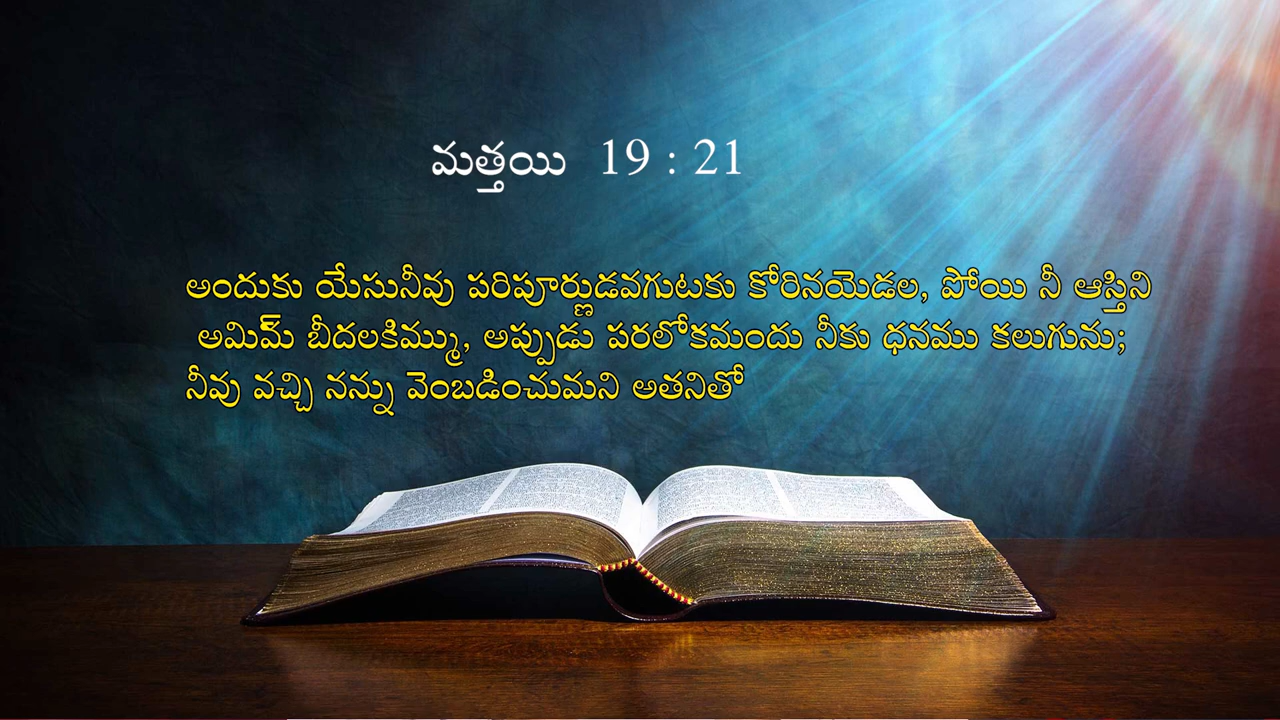 మత్తయి 19 : 21
అందుకు యేసునీవు పరిపూర్ణుడవగుటకు కోరినయెడల, పోయి నీ ఆస్తిని
అమిమ్ బీదలకిమ్ము, అప్పుడు పరలోకమందు నీకు ధనము కలుగును;
నీవు వచ్చి నన్ను వెంబడించుమని అతనితో